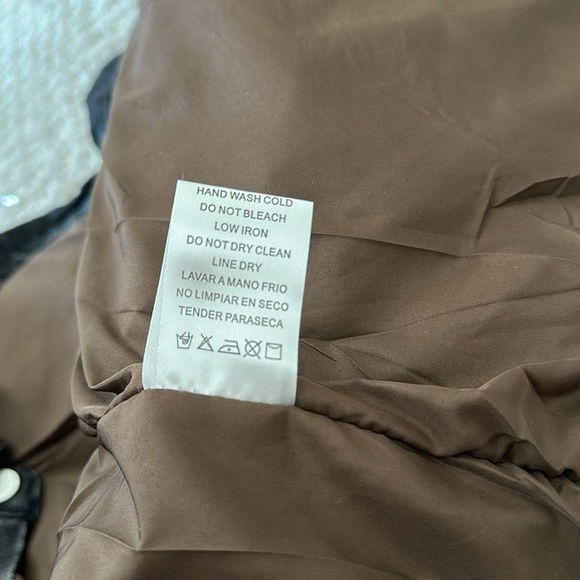 HAND WASH COLD
DO NOT BLEACH
LOW IRON
DO NOT DRY CLEAN
LINE DRY
LAVAR A MANO FRIO
NO LIMPIAR EN SECO
TENDER PARASECA